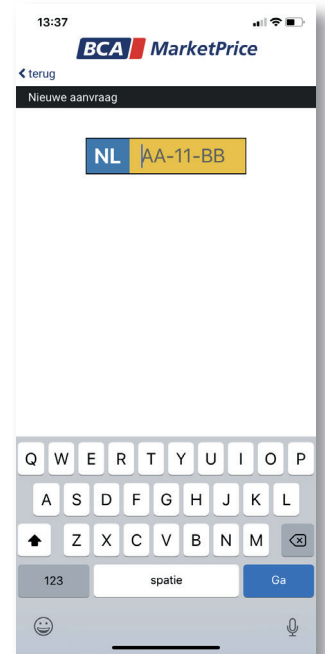 13:37
BCA MarketPrice
terug
Nieuwe aanvraag
NL AA-11-BB
Q W E R T Y U I O P
A S D F G H J K L
Z X C V B N M
123 spatie Ga